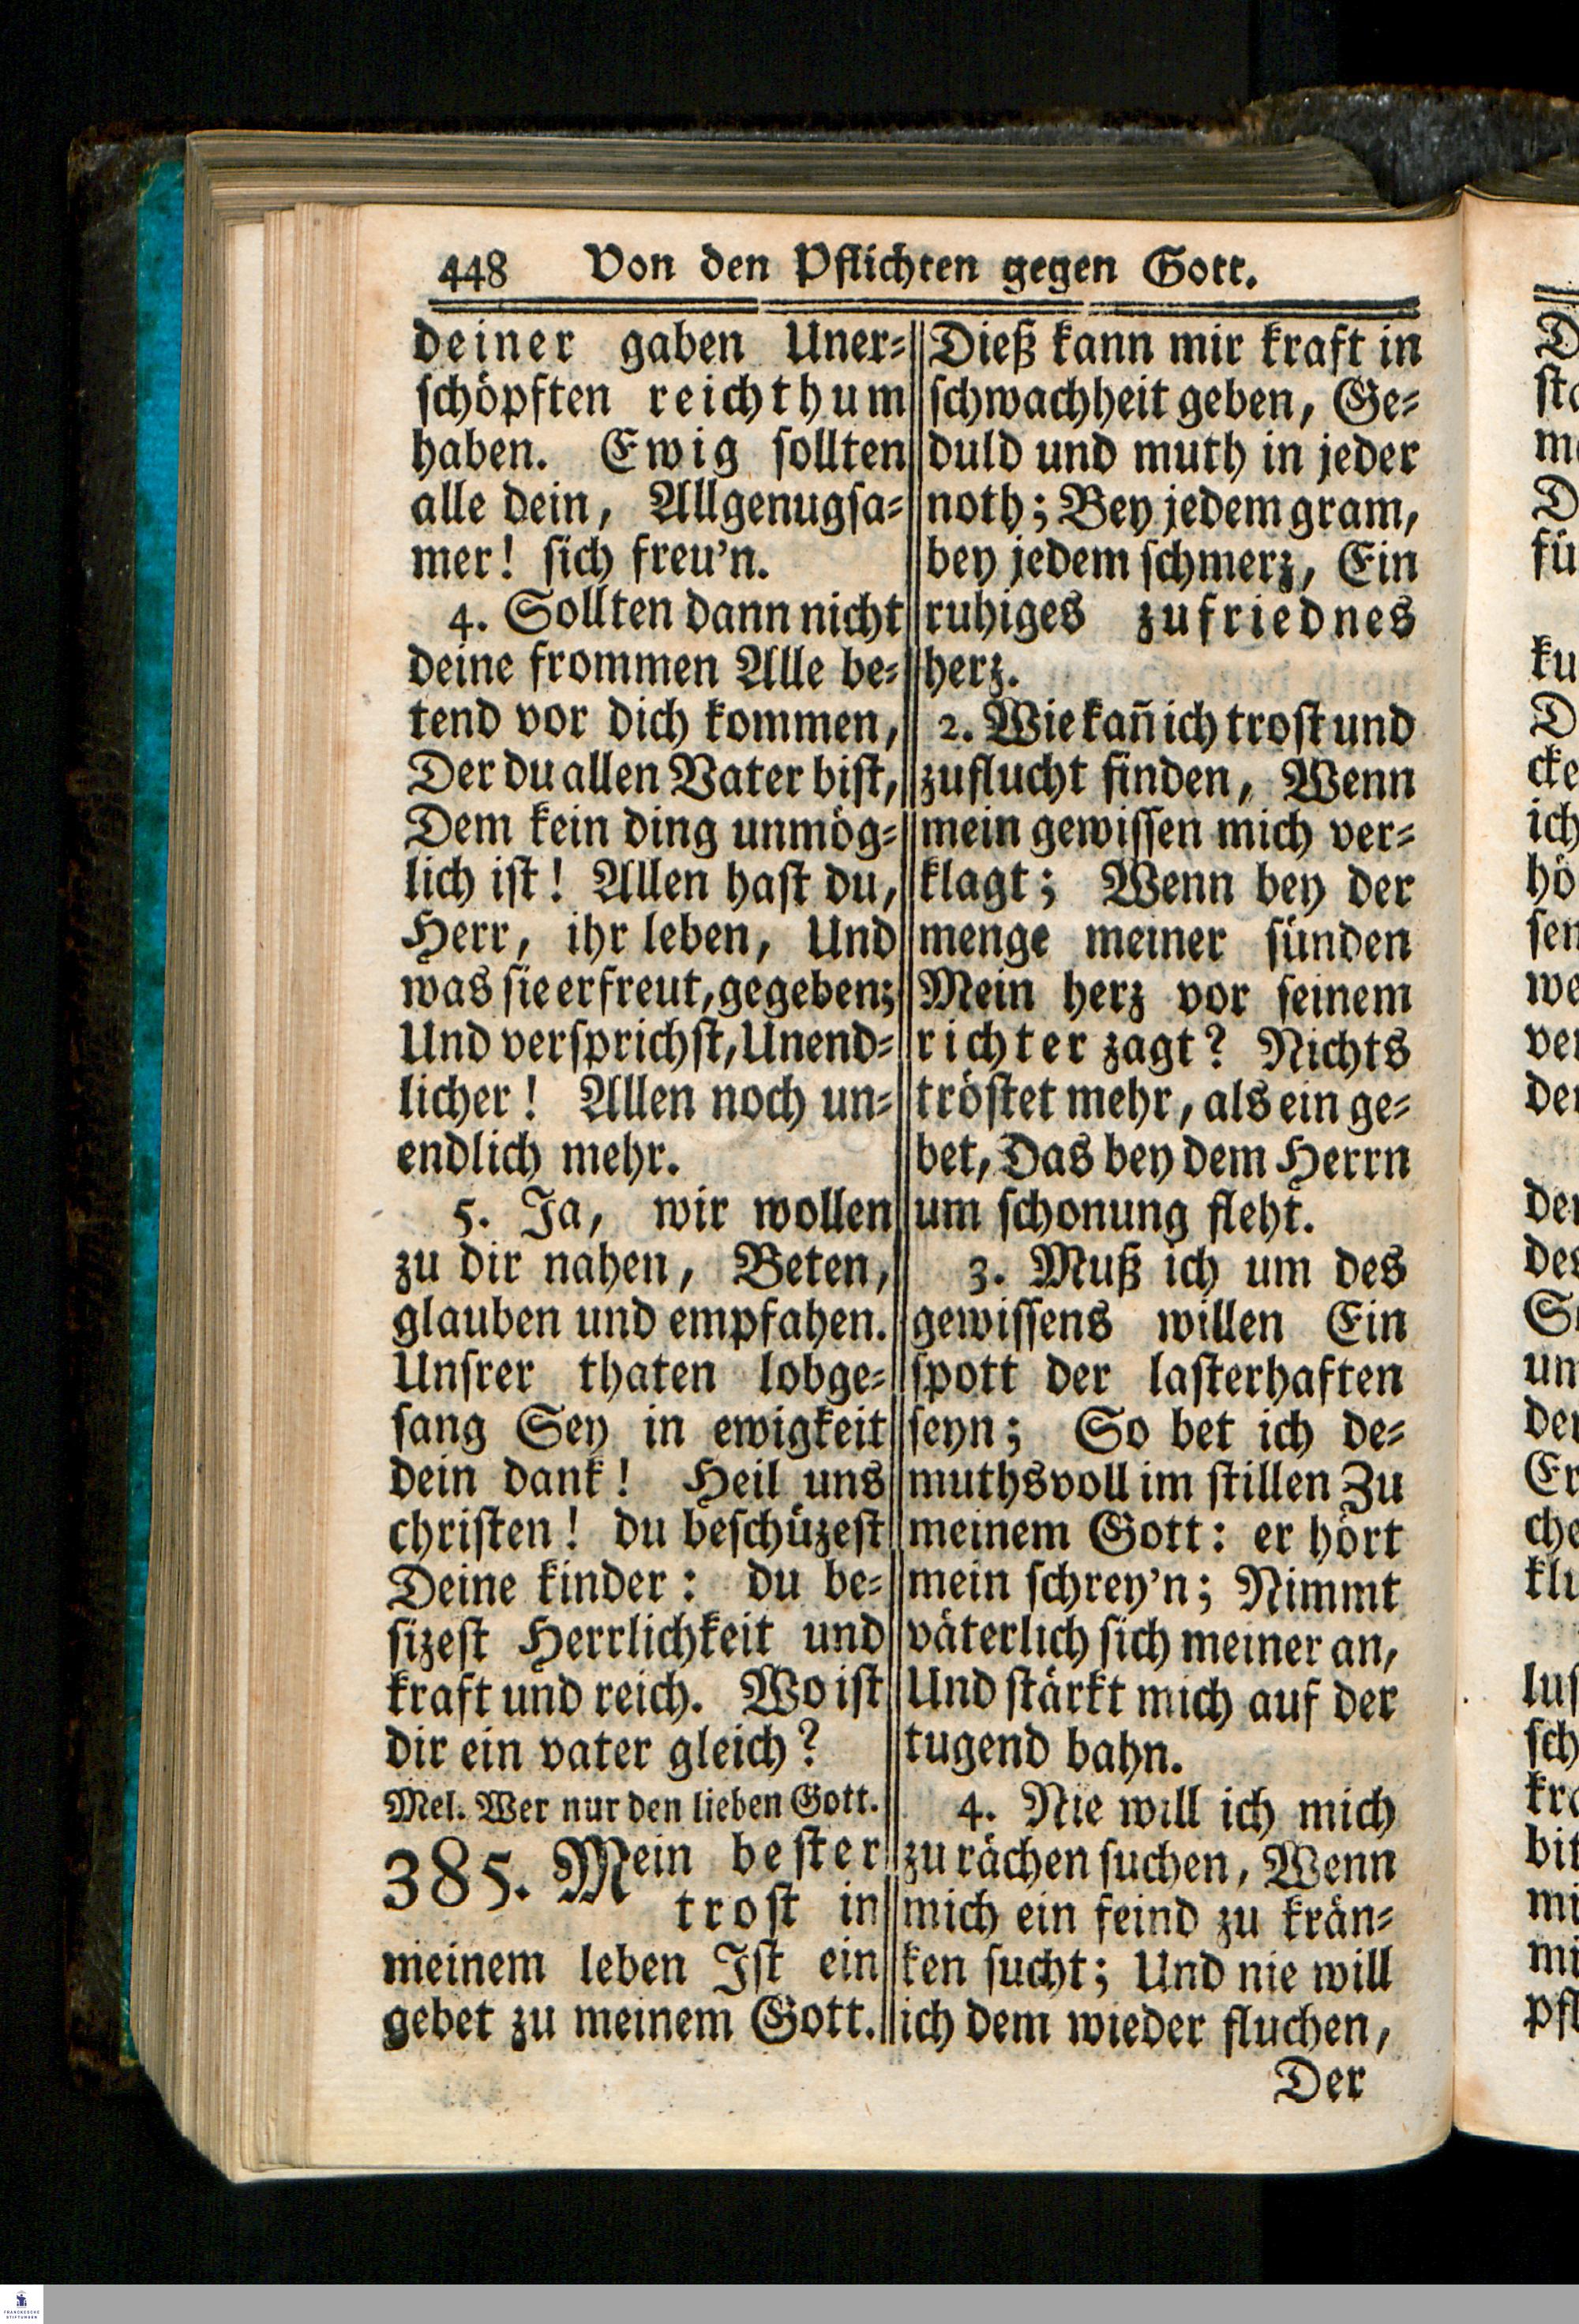 448 Von den Pflichten gegen Gott.
deiner gaben Uner-
schöpften reichthum
haben. Ewig sollten
alle dein, Allgenugsa-
mer! sich freu'n.
4. Sollten dann nicht
deine frommen Alle be-
tend vor dich kommen,
Der du allen Vater bist,
Dem kein ding unmög-
lich ist! Allen hast du,
Herr, ihr leben, Und
was sie erfreut, gegeben;
Und versprichst, Unend-
licher! Allen noch un-
endlich mehr.
5. Ja, wir wollen
zu dir nahen, Beten,
glauben und empfahen.
Unsrer thaten lobge-
sang Sey in ewigkeit
dein dank! Heil uns
christen! du beschüzest
Deine kinder: du be-
sizest Herrlichkeit und
kraft und reich. Wo ist
dir ein vater gleich?
Mel. Wer nur den lieben Gott.
385. Mein bester
trost in
meinem leben Ist ein
gebet zu meinem Gott.
Dieß kann mir kraft in
schwachheit geben, Ge-
duld und muth in jeder
noth; Bey jedem gram,
bey jedem schmerz, Ein
ruhiges zufriednes
herz.
2. Wie kañ ich trost und
zuflucht finden, Wenn
mein gewissen mich ver-
klagt; Wenn bey der
menge meiner sünden
Mein herz vor seinem
richter zagt? Nichts
tröstet mehr, als ein ge-
bet, Das bey dem Herrn
um schonung fleht.
3. Muß ich um des
gewissens willen Ein
spott der lasterhaften
seyn; So bet ich de-
muthsvoll im stillen Zu
meinem Gott: er hört
mein schrey'n; Nimmt
väterlich sich meiner an,
Und stärkt mich auf der
tugend bahn.
4. Nie will ich mich
zu rächen suchen, Wenn
mich ein feind zu krän-
ken sucht; Und nie will
ich dem wieder fluchen,
Der